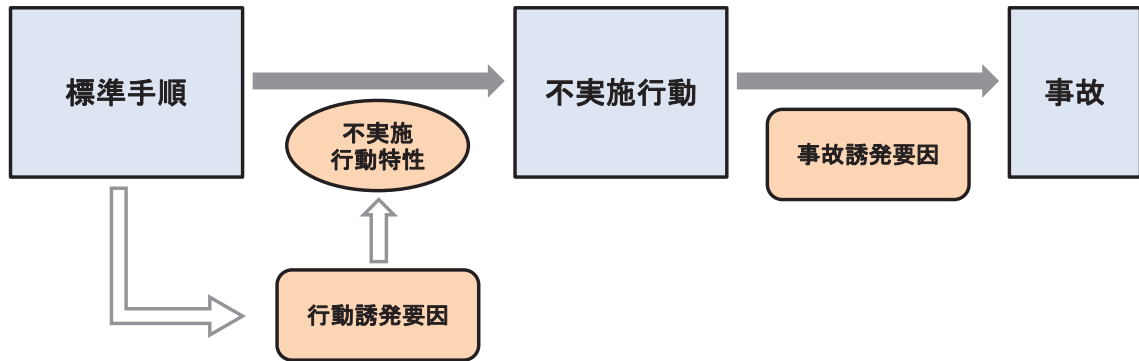 標準手順
不実施
行動特性
不実施行動
事故誘発要因
事故
行動誘発要因